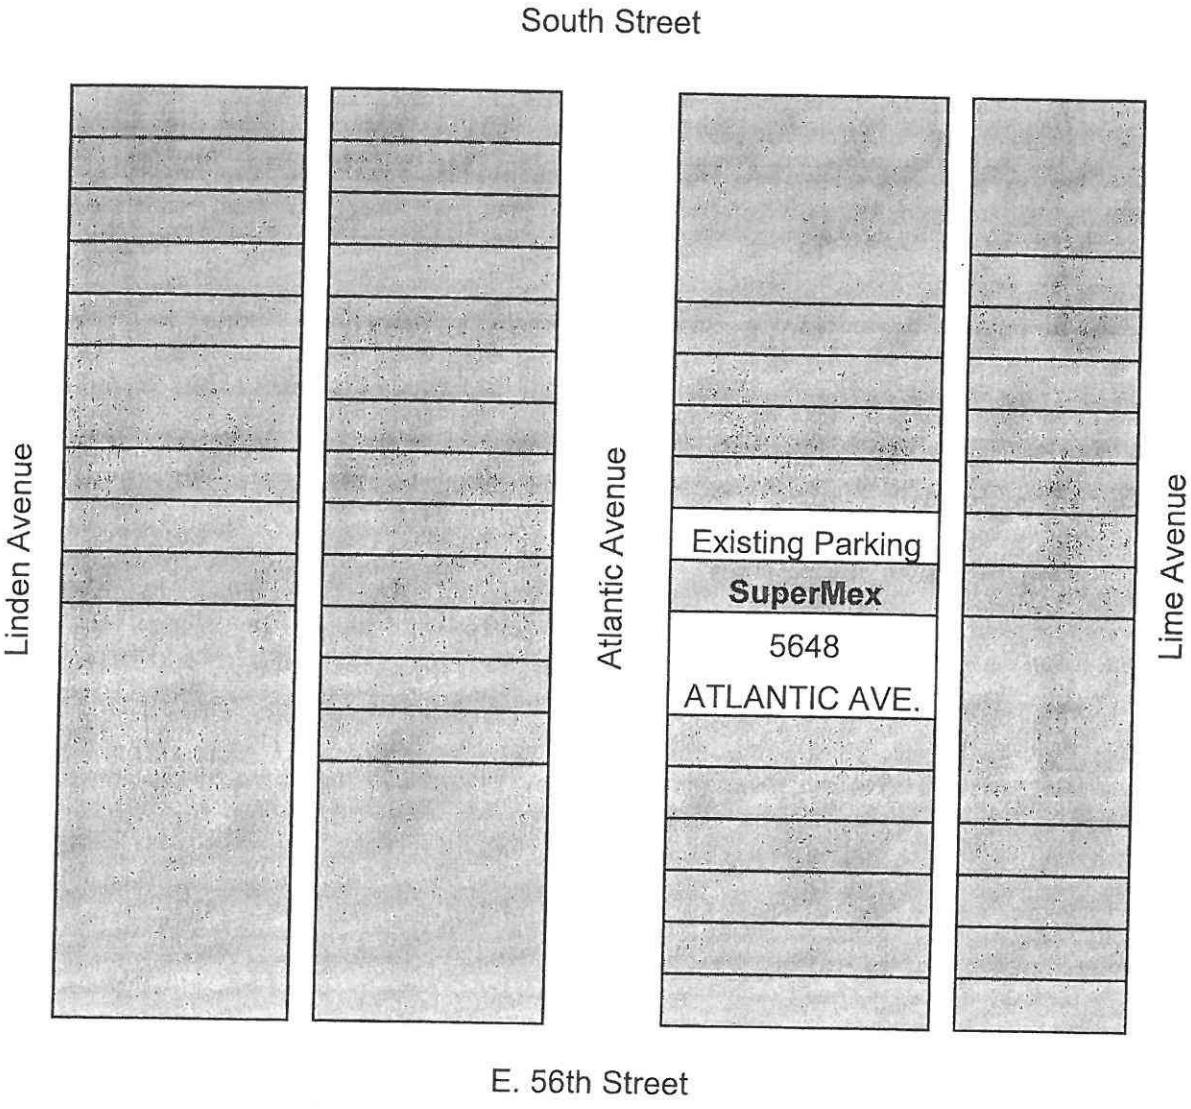 South Street
Linden Avenue
Atlantic Avenue
Existing Parking
SuperMex
5648
ATLANTIC AVE.
Lime Avenue
E. 56th Street